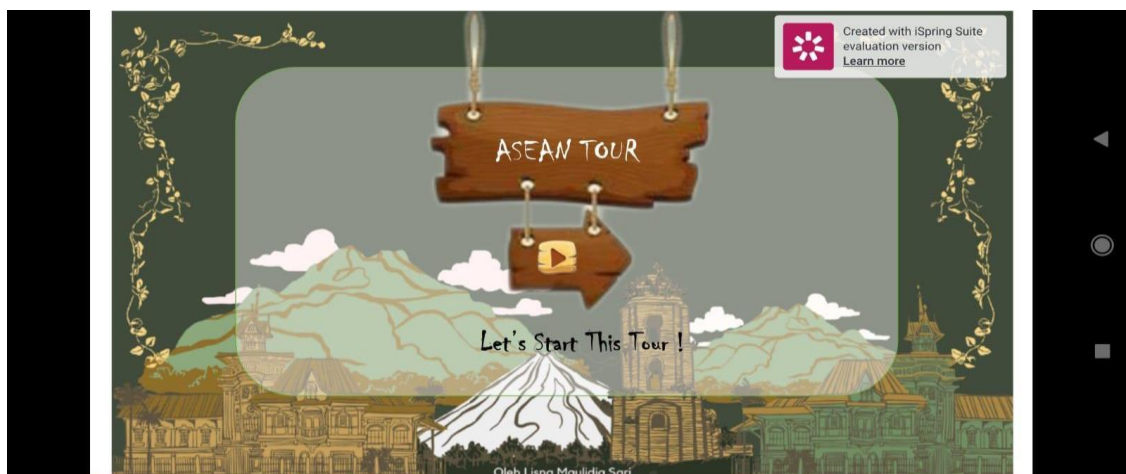 Created with iSpring Suite
evaluation version
Learn more
ASEAN TOUR
Let's Start This Tour !
Oleh Lisna Maulidia Sari